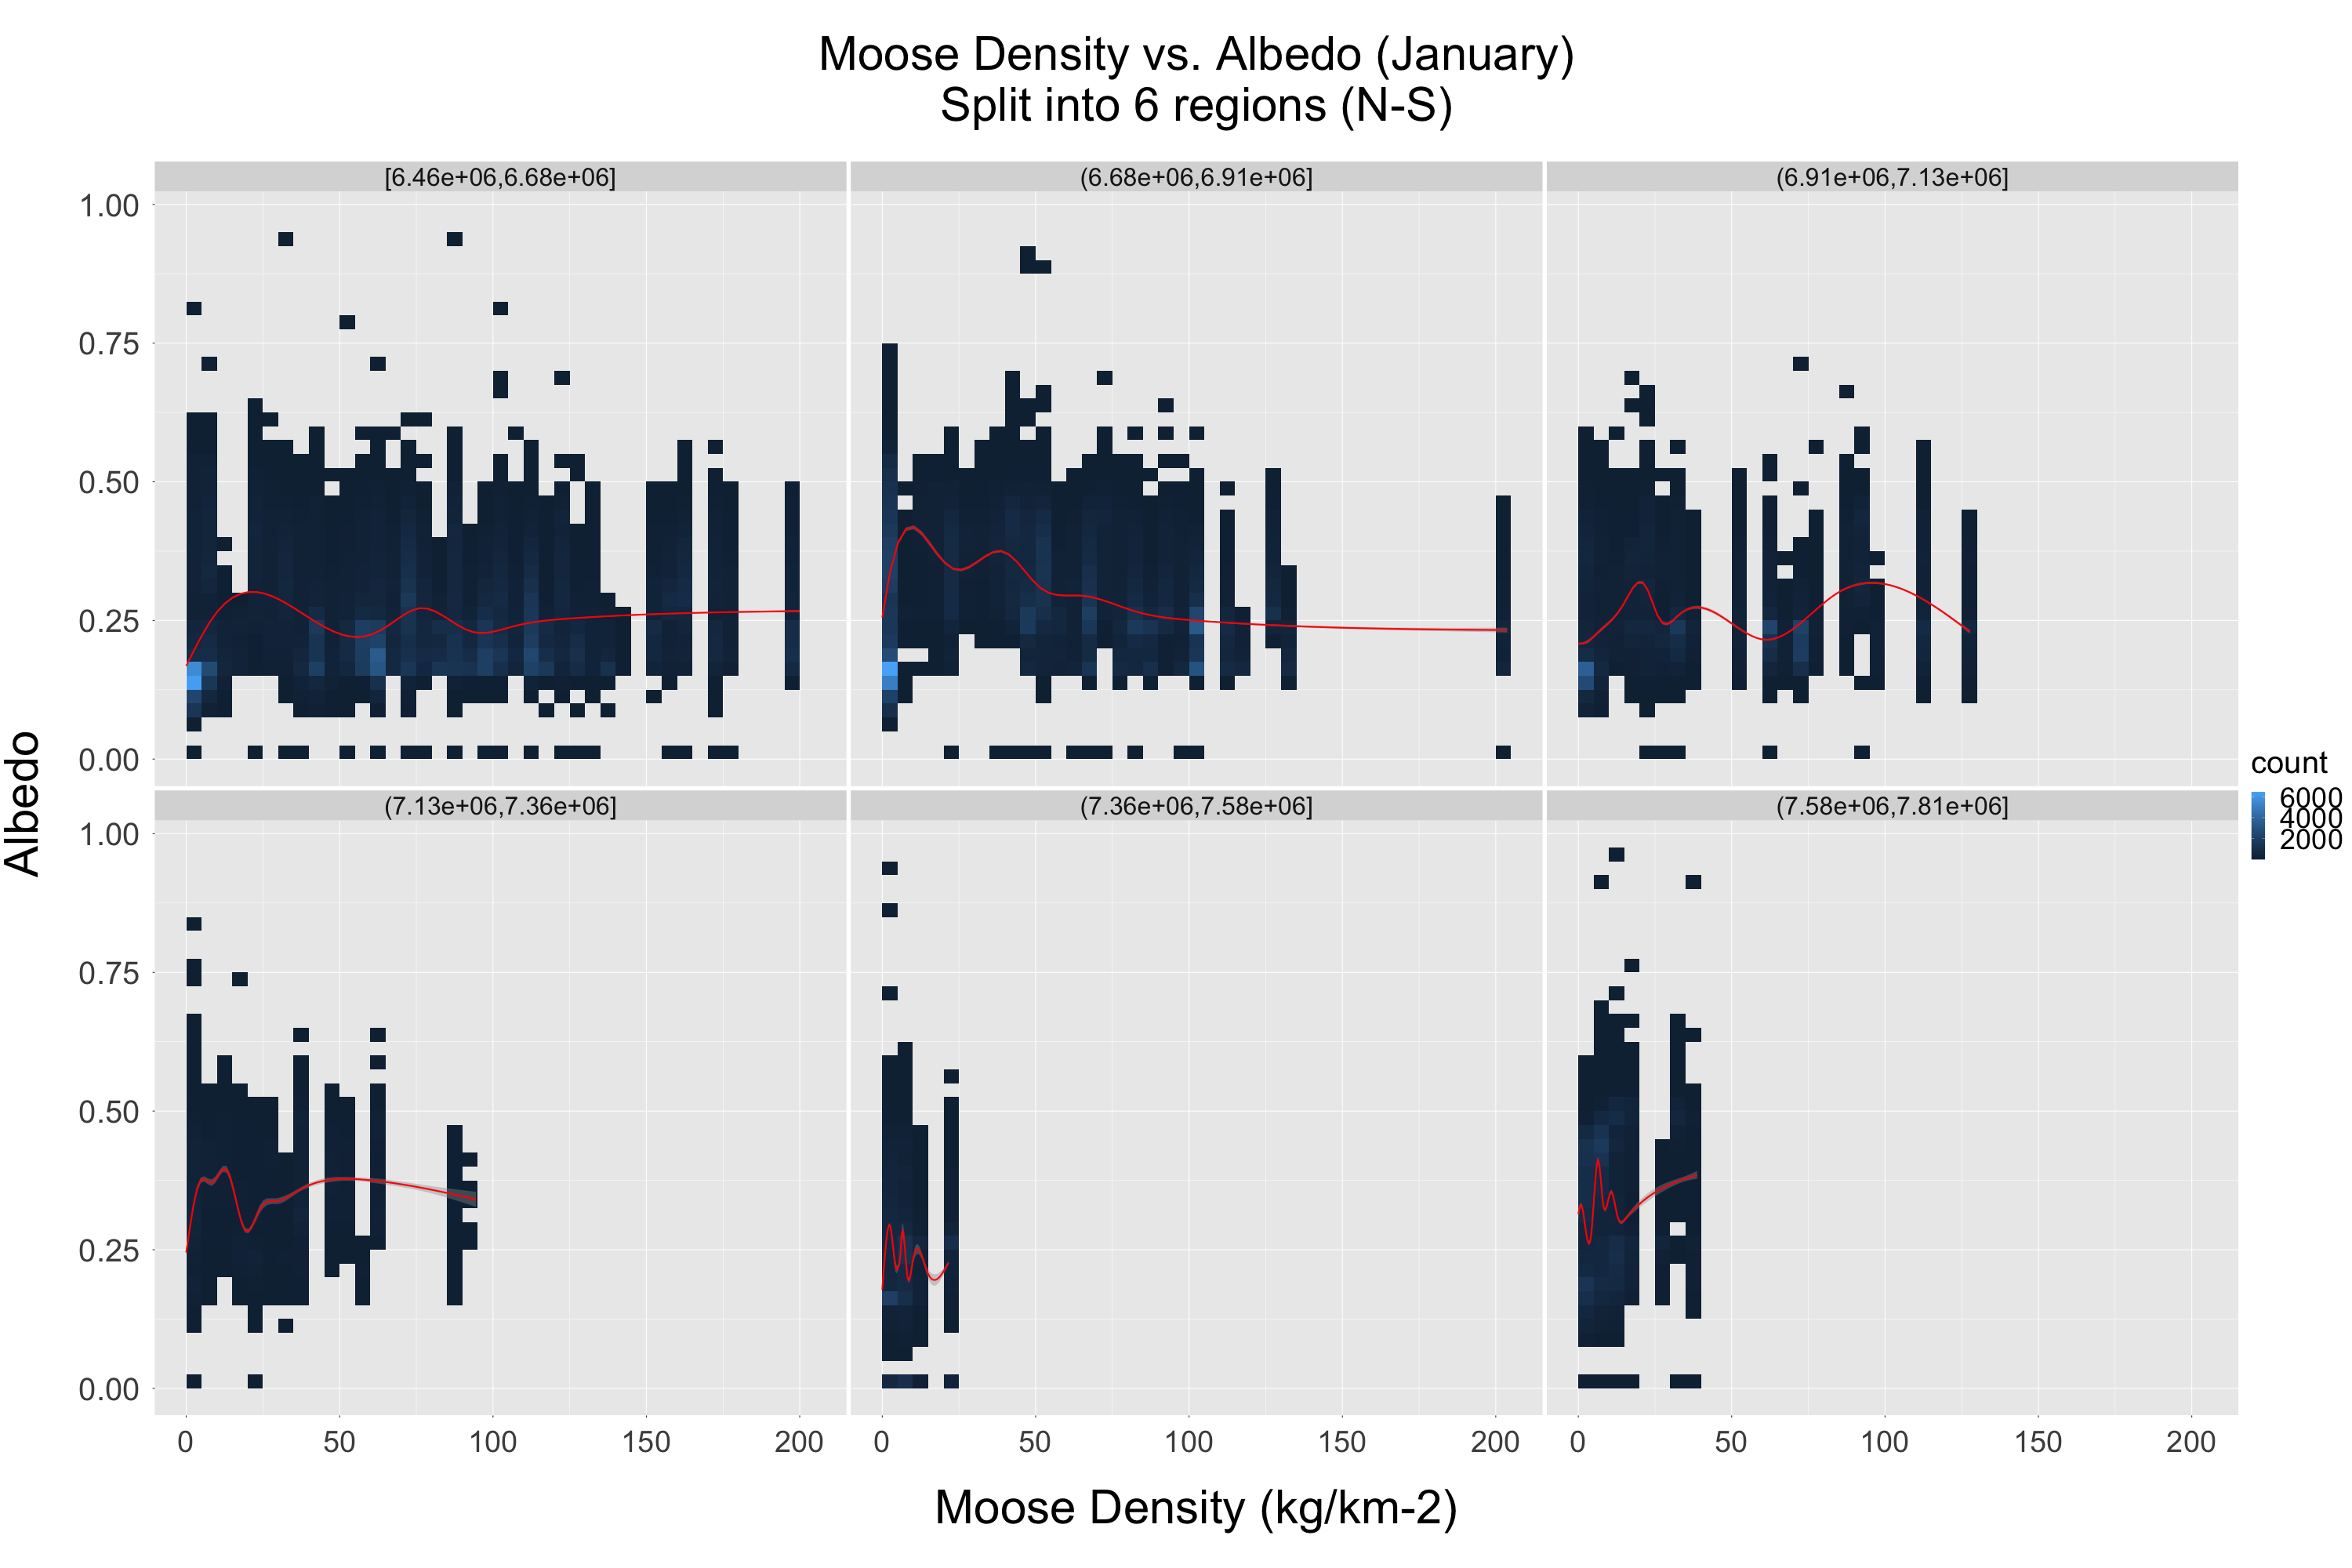 Moose Density vs. Albedo (January)
Split into 6 regions (N-S)
[6.46e+06,6.68e+06]
(6.68e+06,6.91e+06]
(6.91e+06,7.13e+06]
1.00
0.75
0.50
0.25
0.00
(7.13e+06,7.36e+06]
(7.36e+06,7.58e+06]
(7.58e+06,7.81e+06]
1.00
0.75
0.50
0.25
0.00
Albedo
count
6000
4000
2000
0 50 100 150 200
0 50 100 150 200
0 50 100 150 200
Moose Density (kg/km-2)